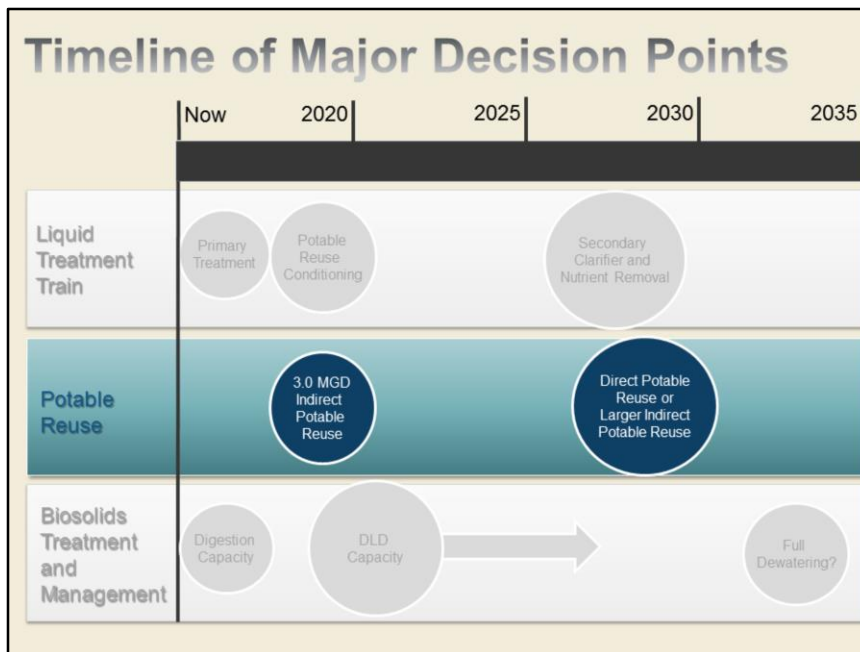 Timeline of Major Decision Points
Now 2020 2025 2030 2035
Liquid
Treatment
Train
Primary
Treatment
Potable
Reuse
Conditioning
Secondary
Clarifier and
Nutrient Removal
Potable
Reuse
3.0 MGD
Indirect
Potable
Reuse
Direct Potable
Reuse or
Larger Indirect
Potable Reuse
Biosolids
Treatment
and
Management
Digestion
Capacity
DLD
Capacity
Full
Dewatering?